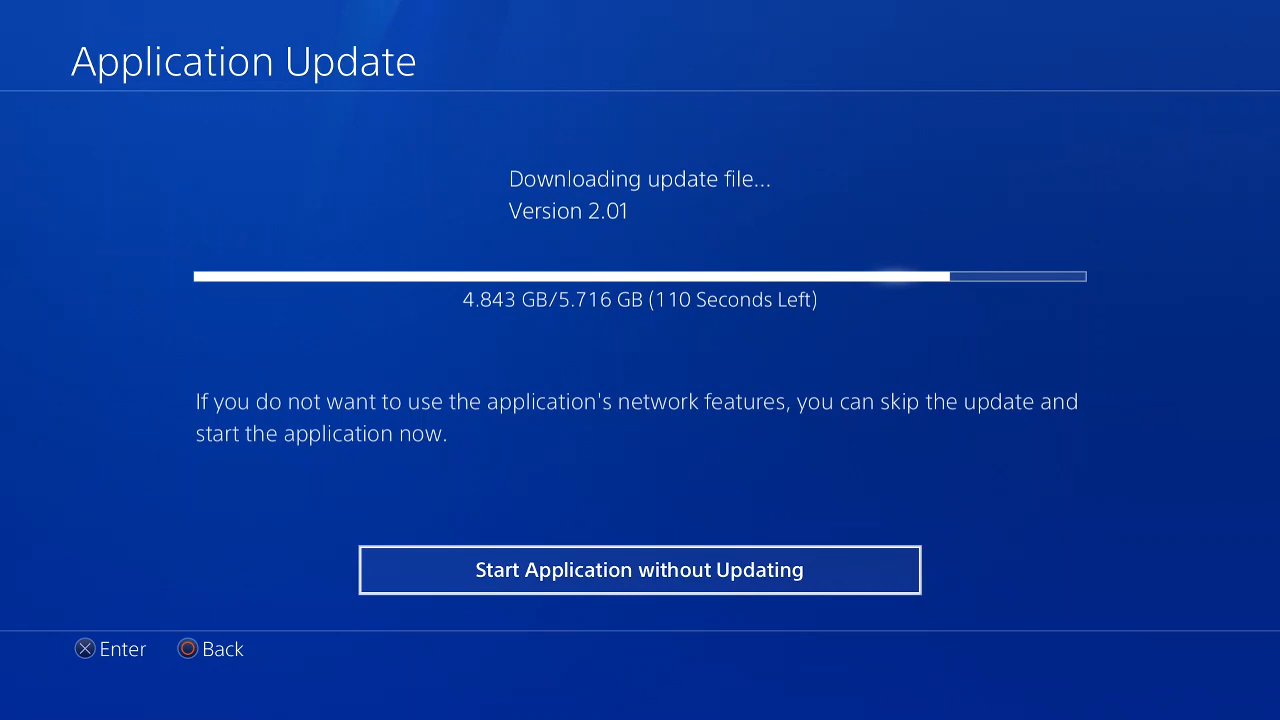 Application Update
Downloading update file...
Version 2.01
4.843 GB/5.716 GB (110 Seconds Left)
If you do not want to use the application's network features, you can skip the update and
start the application now.
Start Application without Updating
Enter Back